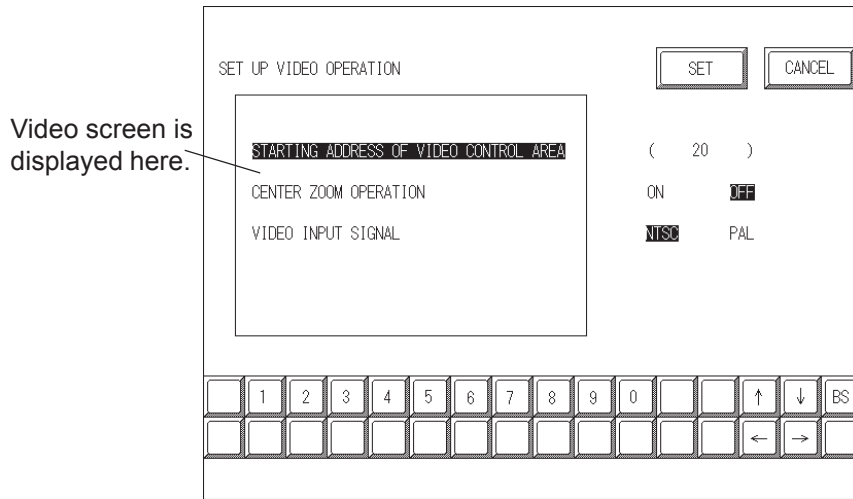 SET UP VIDEO OPERATION SET CANCEL
Video screen is
displayed here.
STARTING ADDRESS OF VIDEO CONTROL AREA ( 20 )
CENTER ZOOM OPERATION ON OFF
VIDEO INPUT SIGNAL NTSC PAL
1 2 3 4 5 6 7 8 9 0 ↑ ↓ BS
← →